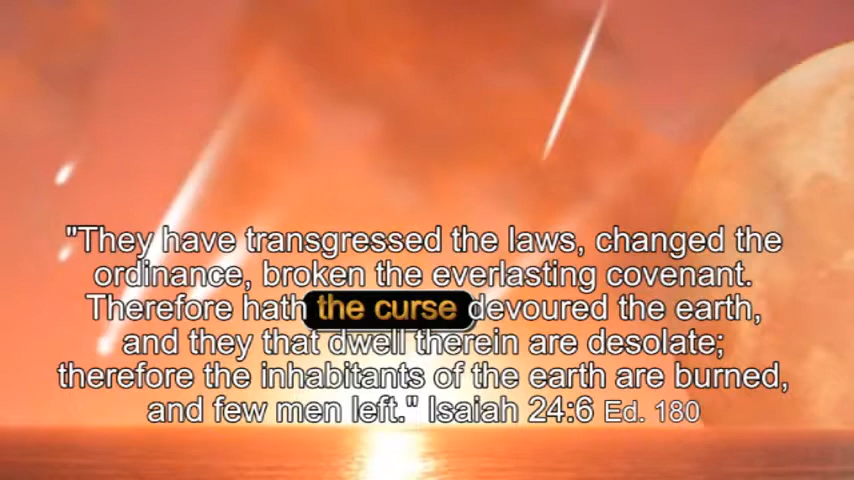 "They have transgressed the laws, changed the
ordinance, broken the everlasting covenant.
Therefore hath the curse devoured the earth,
and they that dwell therein are desolate;
therefore the inhabitants of the earth are burned,
and few men left." Isaiah 24:6 Ed. 180